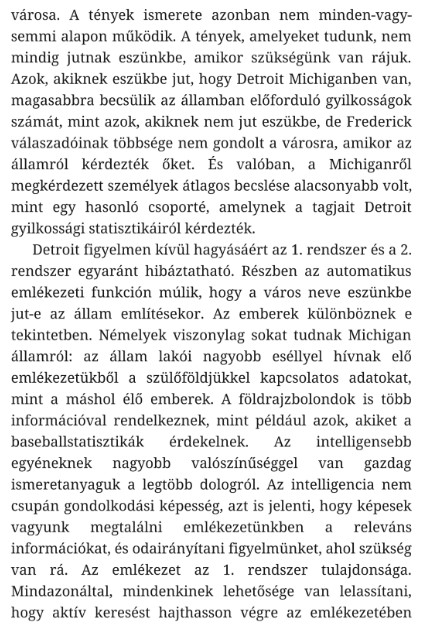 városa. A tények ismerete azonban nem minden-vagy-
semmi alapon működik. A tények, amelyeket tudunk, nem
mindig jutnak eszünkbe, amikor szükségünk van rájuk.
Azok, akiknek eszükbe jut, hogy Detroit Michiganben van,
magasabbra becsülik az államban előforduló gyilkosságok
számát, mint azok, akiknek nem jut eszükbe, de Frederick
válaszadóinak többsége nem gondolt a városra, amikor az
államról kérdezték őket. És valóban, a Michiganről
megkérdezett személyek átlagos becslése alacsonyabb volt,
mint egy hasonló csoporté, amelynek a tagjait Detroit
gyilkossági statisztikáiról kérdezték.
Detroit figyelmen kívül hagyásáért az 1. rendszer és a 2.
rendszer egyaránt hibáztatható. Részben az automatikus
emlékezeti funkción múlik, hogy a város neve eszünkbe
jut-e az állam említésekor. Az emberek különböznek e
tekintetben. Némelyek viszonylag sokat tudnak Michigan
államról: az állam lakói nagyobb eséllyel hívnak elő
emlékezetükből a szülőföldjükkel kapcsolatos adatokat,
mint a máshol élő emberek. A földrajzbolondok is több
információval rendelkeznek, mint például azok, akiket a
baseballstatisztikák érdekelnek. Az intelligensebb
egyéneknek nagyobb valószínűséggel van gazdag
ismeretanyaguk a legtöbb dologról. Az intelligencia nem
csupán gondolkodási képesség, azt is jelenti, hogy képesek
vagyunk megtalálni emlékezetünkben a releváns
információkat, és odairányítani figyelmünket, ahol szükség
van rá. Az emlékezet az 1. rendszer tulajdonsága.
Mindazonáltal, mindenkinek lehetősége van lelassítani,
hogy aktív keresést hajthasson végre az emlékezetében